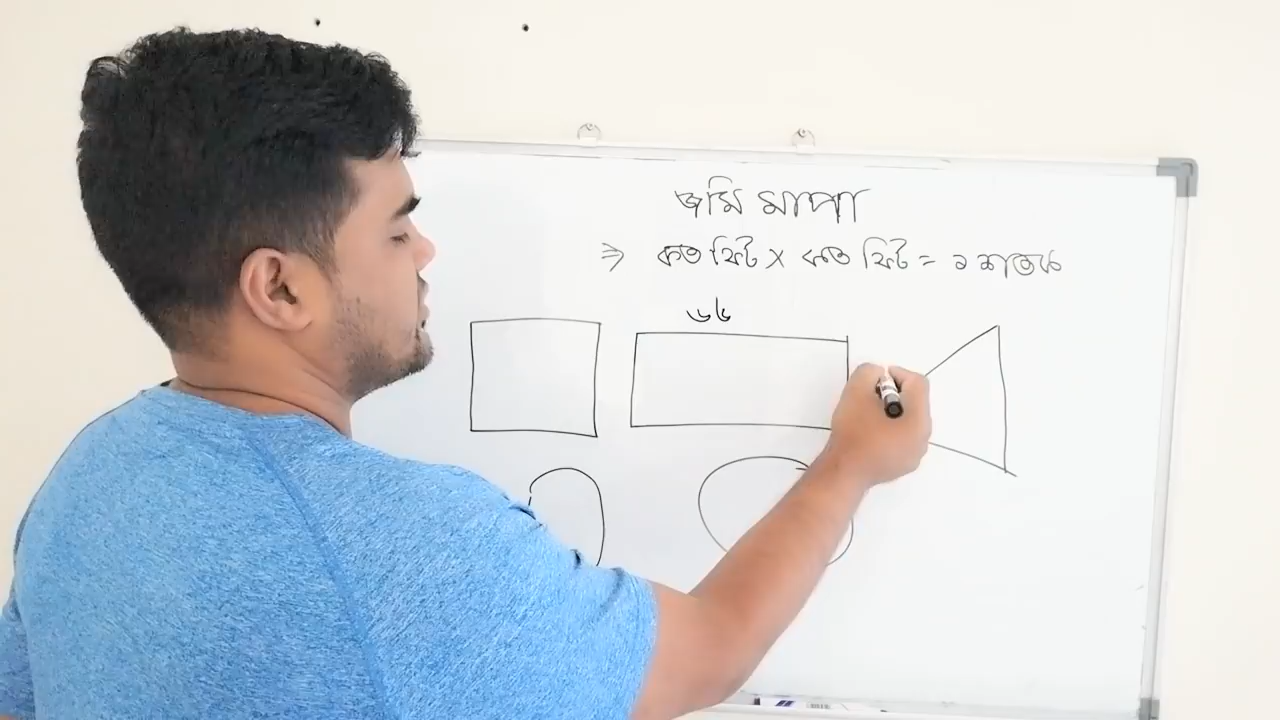 জমি মাপা
⇒ কত ফিট × কত ফিট = ১ শতক
৬৬